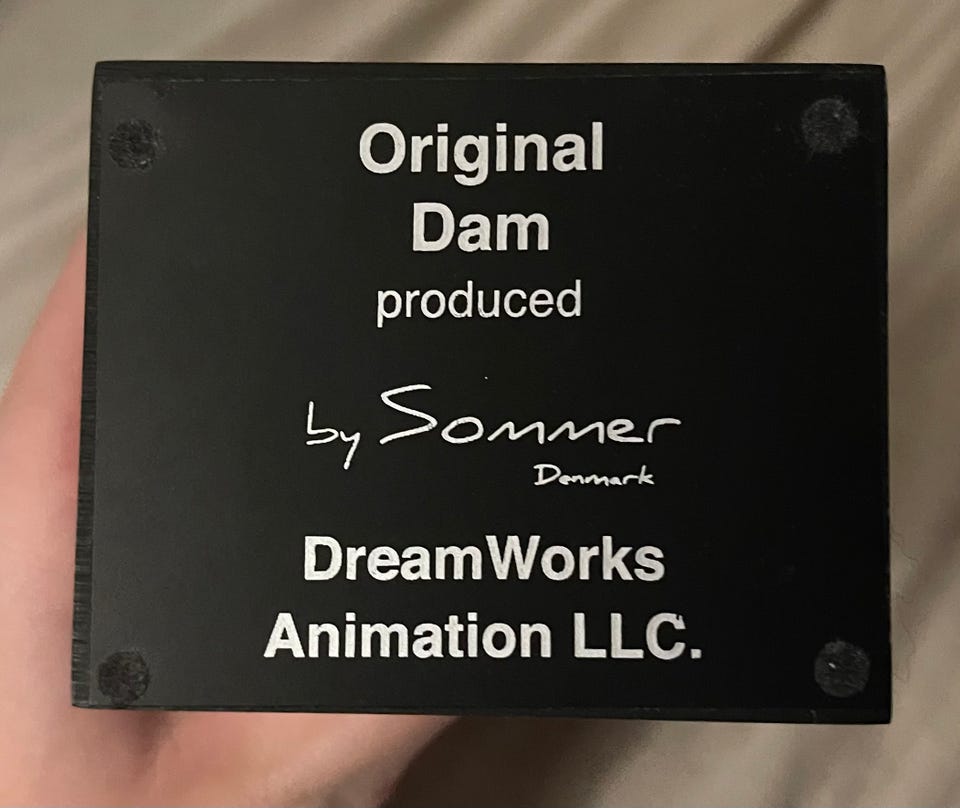 Original
Dam
produced
by Sommer
Denmark
DreamWorks
Animation LLC.